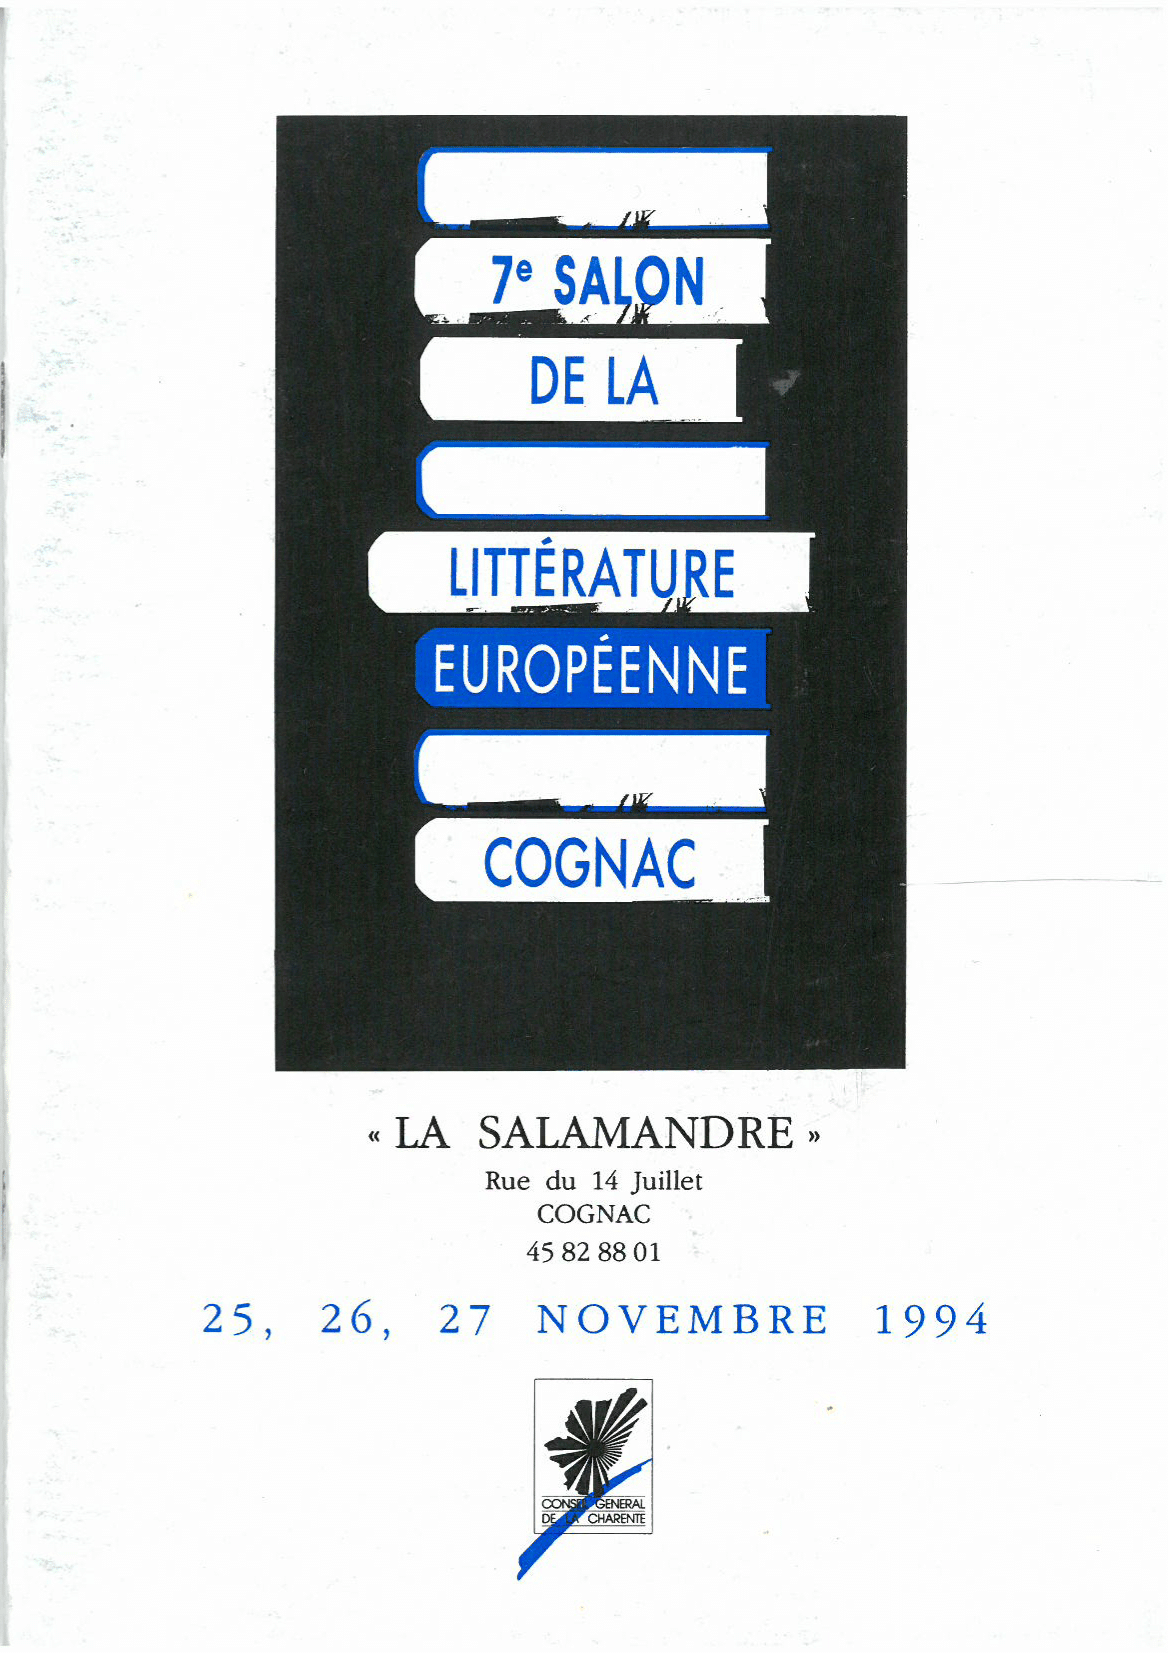 7e SALON
DE LA
LITTÉRATURE
EUROPÉENNE
COGNAC
« LA SALAMANDRE »
Rue du 14 Juillet
COGNAC
45 82 88 01
25, 26, 27 NOVEMBRE 1994
CONSEIL GENERAL
DE LA CHARENTE